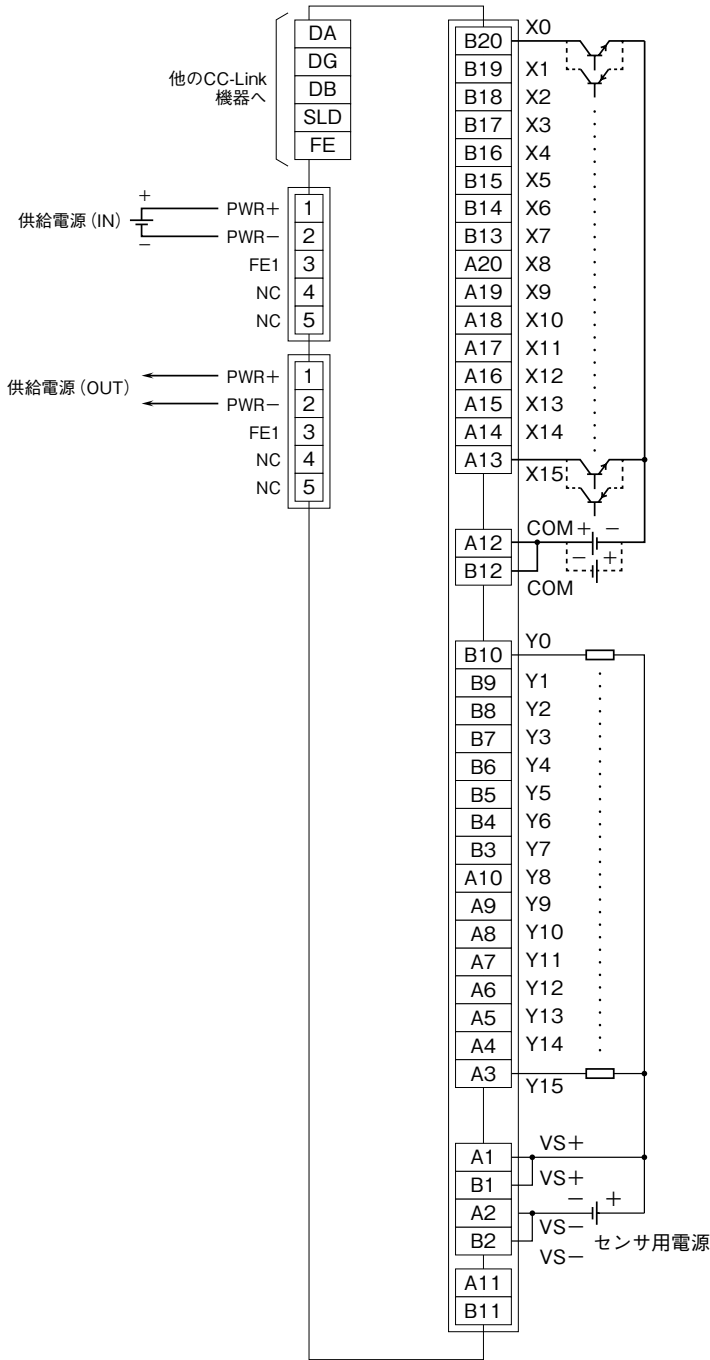 DA
DG
DB
SLD
FE
他のCC-Link
機器へ
+
供給電源(IN)
−
PWR+ 1
PWR− 2
FE1 3
NC 4
NC 5
供給電源(OUT)
PWR+ 1
PWR− 2
FE1 3
NC 4
NC 5
B20 X0
B19 X1
B18 X2
B17 X3
B16 X4
B15 X5
B14 X6
B13 X7
A20 X8
A19 X9
A18 X10
A17 X11
A16 X12
A15 X13
A14 X14
A13 X15
COM+ −
A12
− +
B12
COM
B10 Y0
B9 Y1
B8 Y2
B7 Y3
B6 Y4
B5 Y5
B4 Y6
B3 Y7
A10 Y8
A9 Y9
A8 Y10
A7 Y11
A6 Y12
A5 Y13
A4 Y14
A3 Y15
A1 VS+
B1 VS+
− +
A2 VS−
センサ用電源
B2 VS−
A11
B11